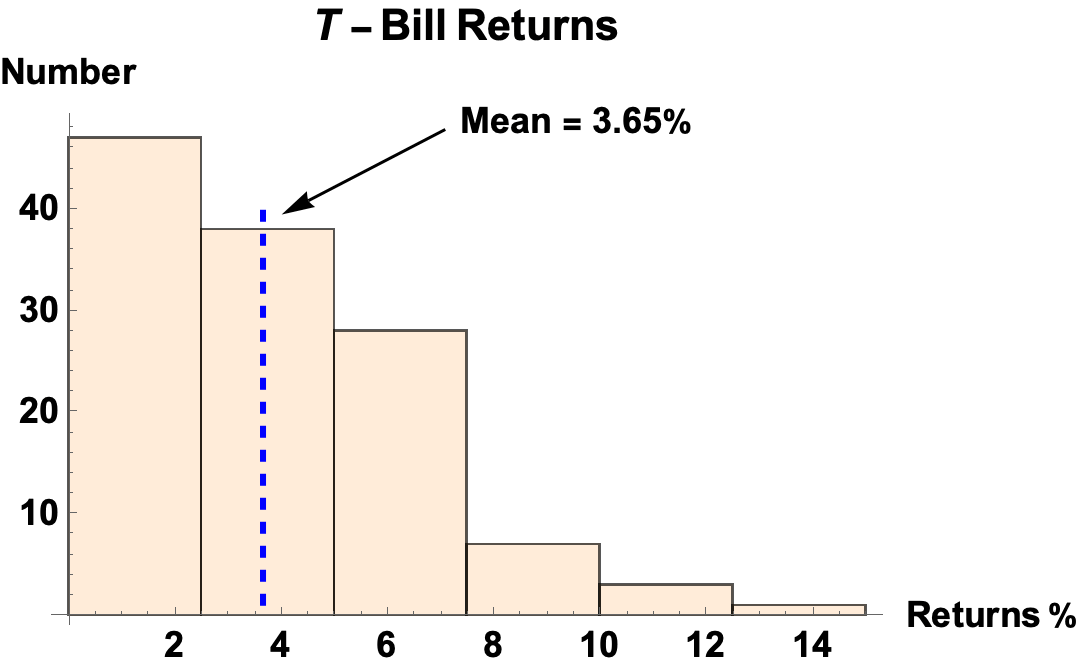 T – Bill Returns
Number
Mean = 3.65%
40
30
20
10
2 4 6 8 10 12 14
Returns %